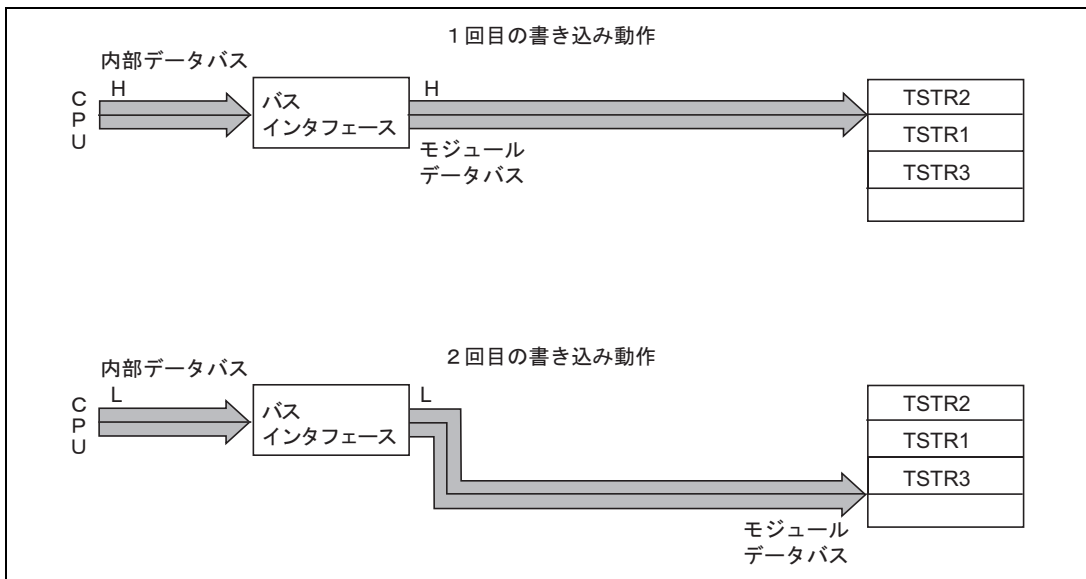 1回目の書き込み動作
内部データバス
H
CPU
バス
インタフェース
H
モジュール
データバス
TSTR2
TSTR1
TSTR3
2回目の書き込み動作
内部データバス
L
CPU
バス
インタフェース
L
モジュール
データバス
TSTR2
TSTR1
TSTR3